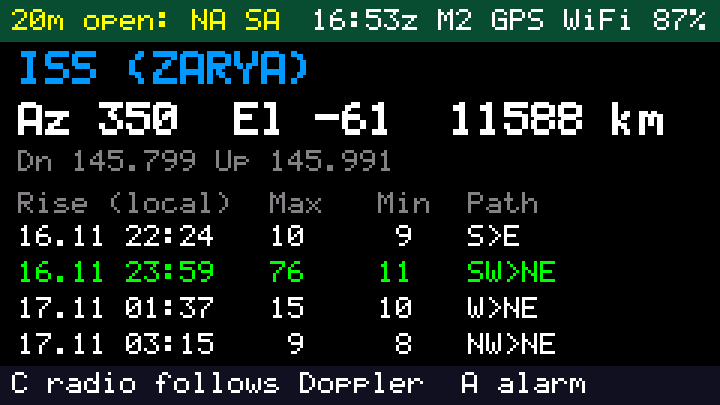 20m open: NA SA 16:53z M2 GPS WiFi 87%
ISS (ZARYA)
Az 350 El -61 11588 km
Dn 145.799 Up 145.991
Rise (local) Max Min Path
16.11 22:24 10 9 S>E
16.11 23:59 76 11 SW>NE
17.11 01:37 15 10 W>NE
17.11 03:15 9 8 NW>NE
C radio follows Doppler A alarm